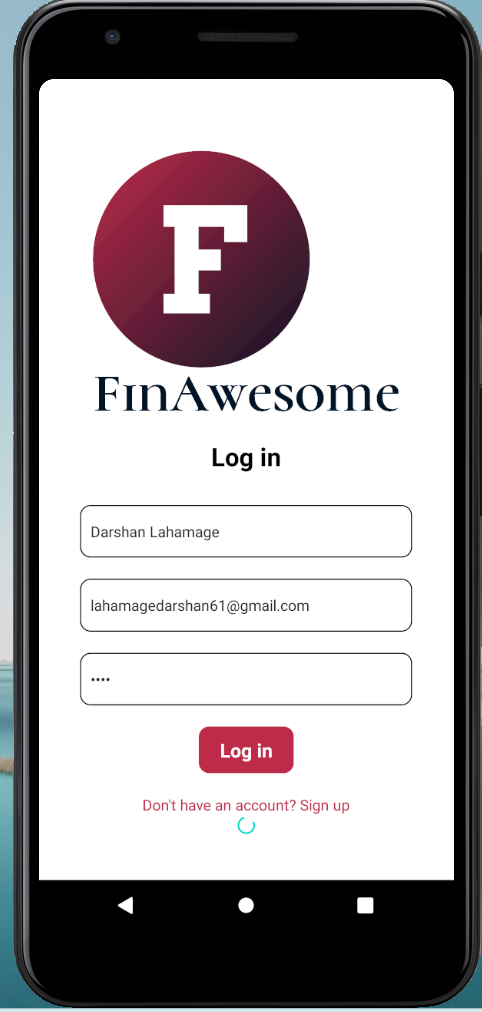 F
FinAwesome
Log in
Darshan Lahamage
lahamagedarshan61@gmail.com
••••
Log in
Don't have an account? Sign up